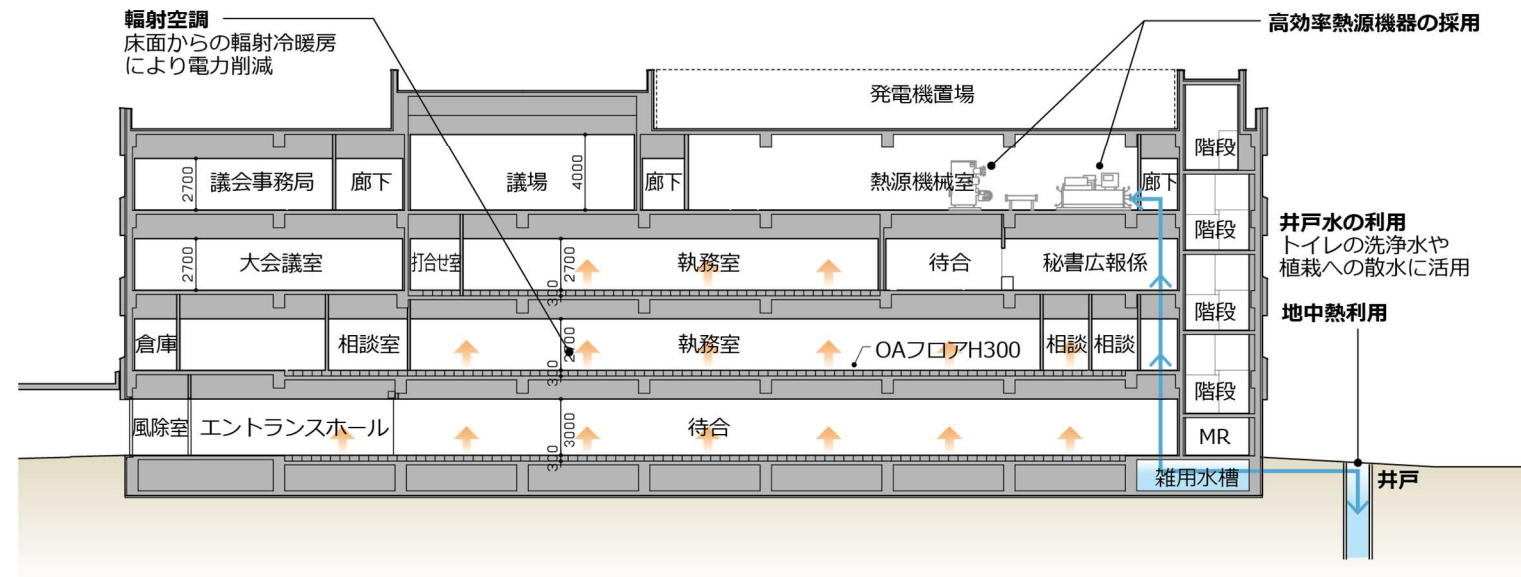 輻射空調
床面からの輻射冷暖房
により電力削減
高効率熱源機器の採用
発電機置場
階段
2700
議会事務局
廊下
議場
4000
廊下
熱源機械室
廊下
階段
井戸水の利用
トイレの洗浄水や
植栽への散水に活用
2700
大会議室
打合せ室
2700
300
執務室
待合
秘書広報係
階段
地中熱利用
倉庫
相談室
2700
300
執務室
OAフロアH300
相談
相談
階段
風除室
エントランスホール
3000
300
待合
MR
雑用水槽
井戸